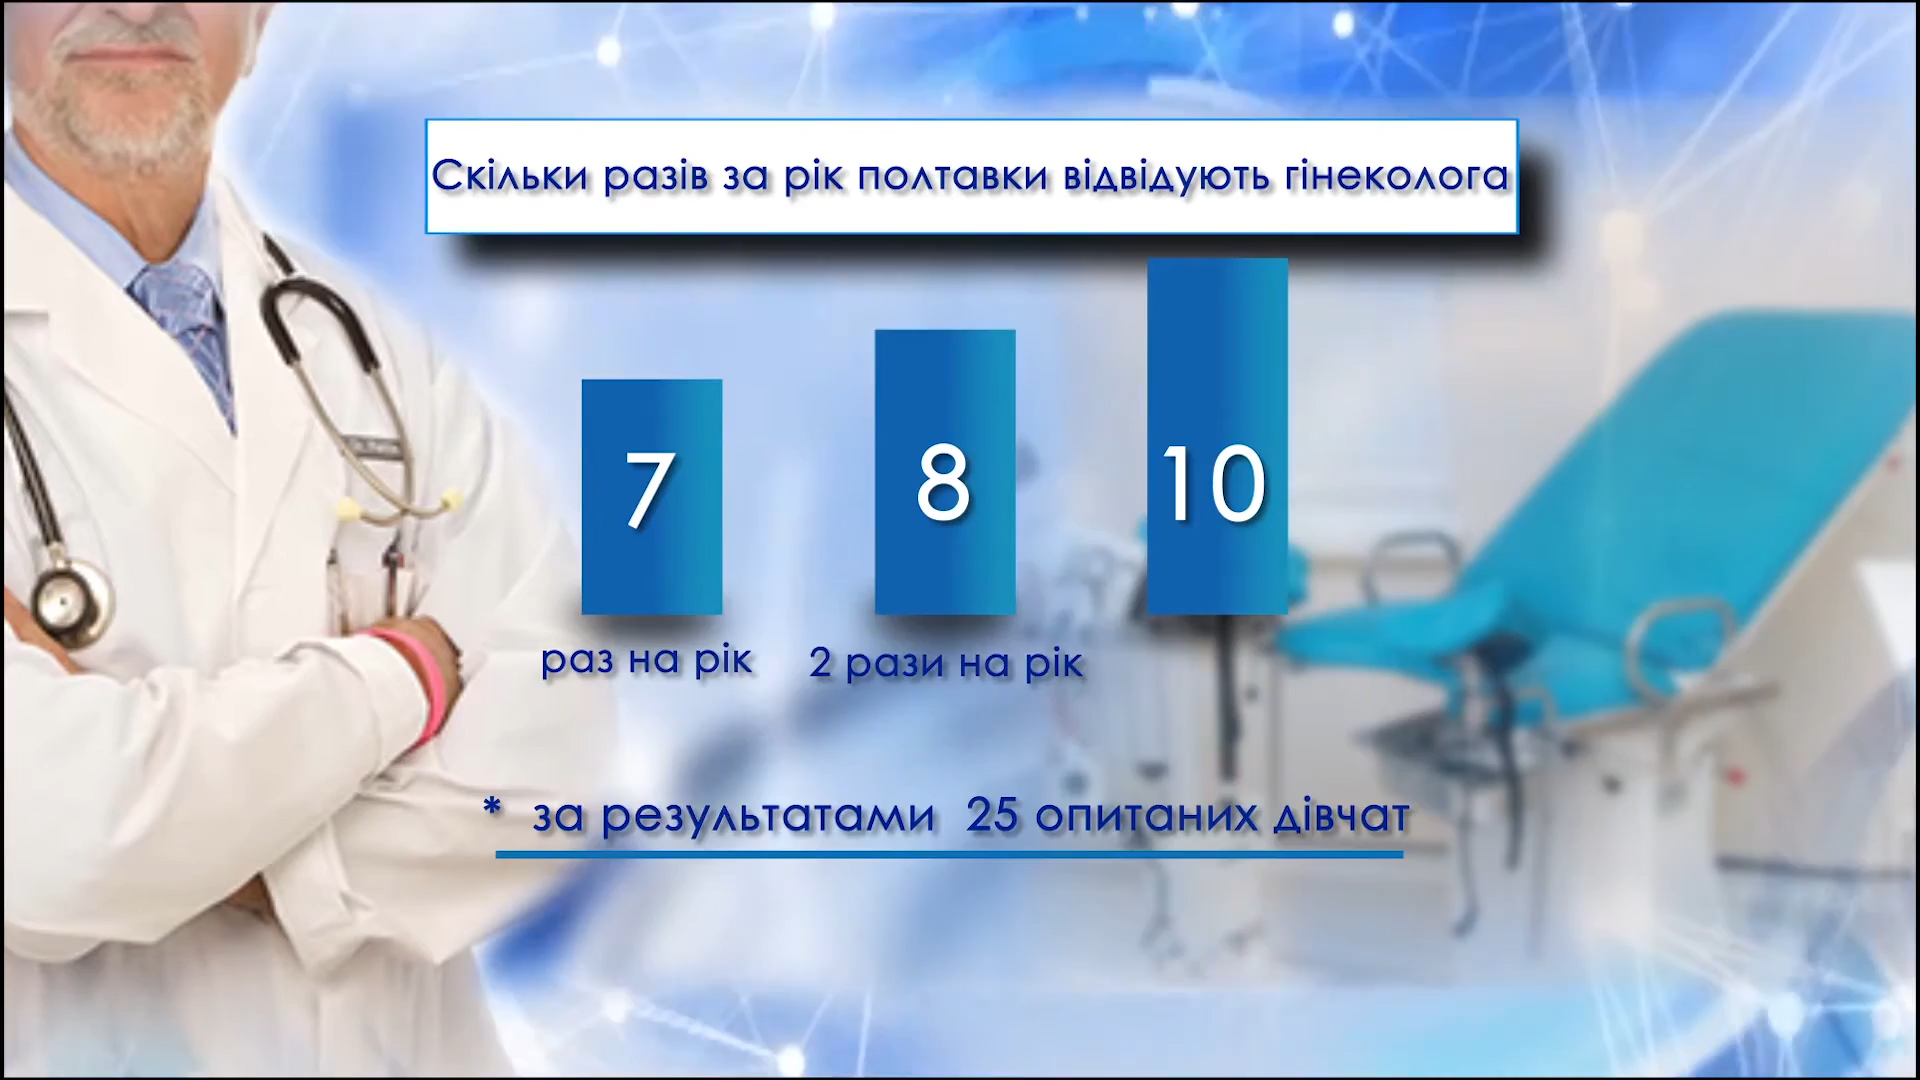 Скільки разів за рік полтавки відвідують гінеколога
7
8
10
раз на рік
2 рази на рік
* за результатами 25 опитаних дівчат